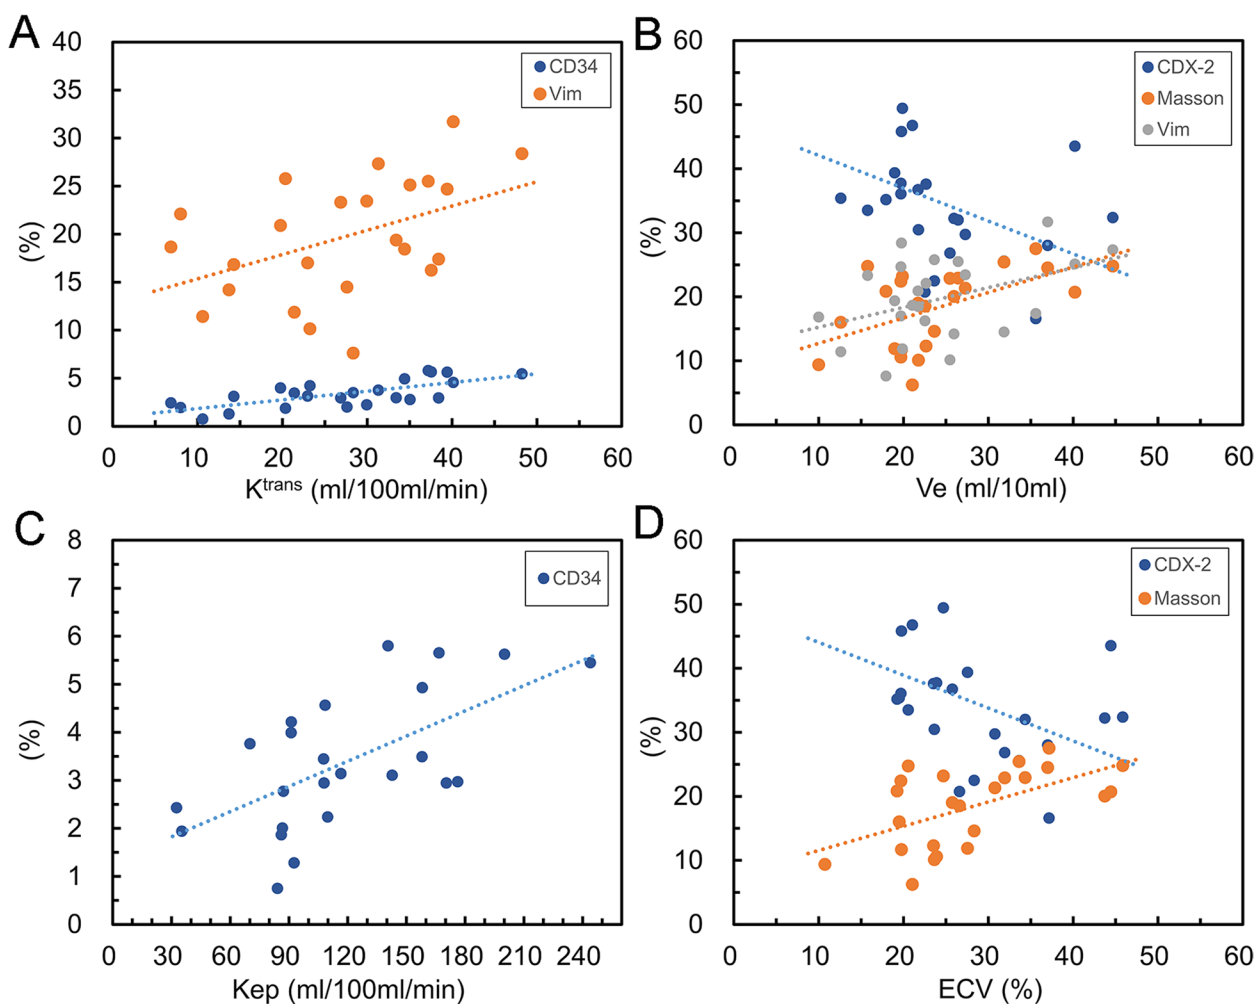 A
40
35
30
25
20
15
10
5
0
(%)
CD34
Vim
0 10 20 30 40 50 60
K^trans (ml/100ml/min)
B
60
50
40
30
20
10
0
(%)
CDX-2
Masson
Vim
0 10 20 30 40 50 60
Ve (ml/10ml)
C
8
7
6
5
4
3
2
1
0
(%)
CD34
0 30 60 90 120 150 180 210 240
Kep (ml/100ml/min)
D
60
50
40
30
20
10
0
(%)
CDX-2
Masson
0 10 20 30 40 50 60
ECV (%)